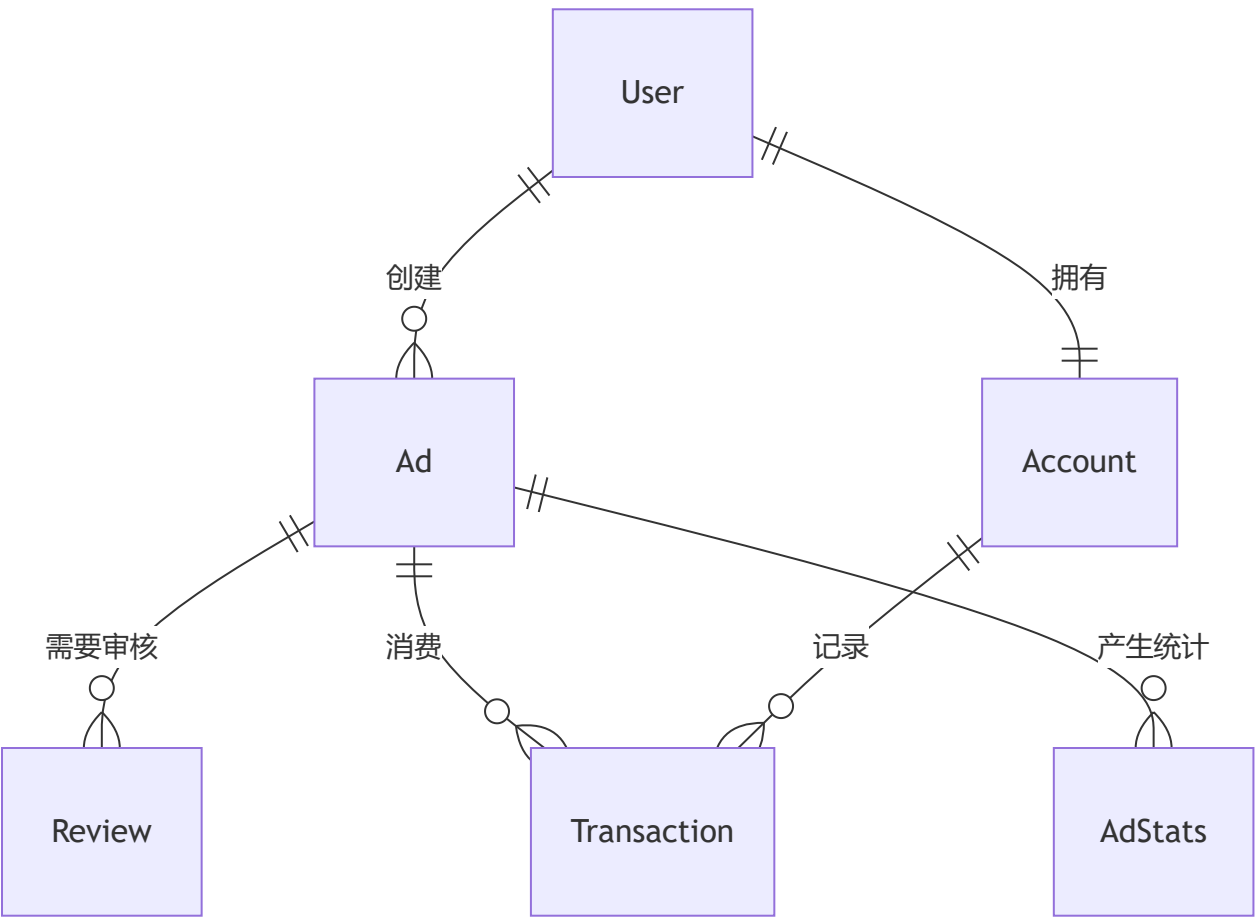 User
创建
拥有
Ad
Account
需要审核
消费
记录
产生统计
Review
Transaction
AdStats